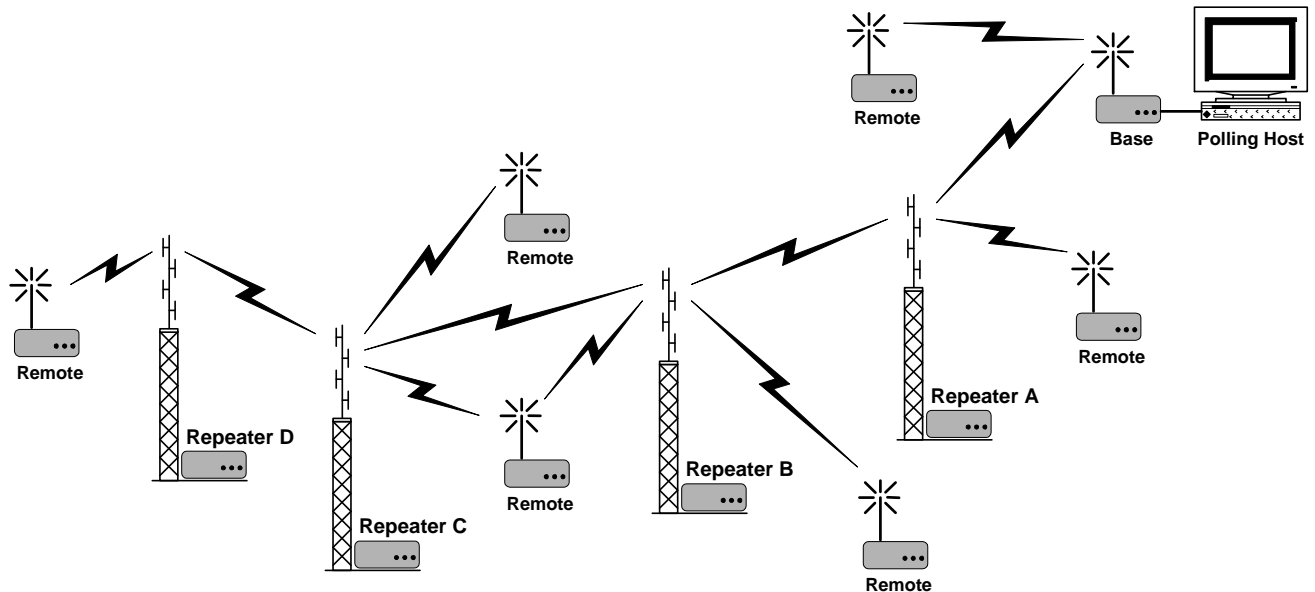 Remote
Base
Polling Host
Remote
Remote
Remote
Repeater A
Repeater D
Repeater B
Remote
Repeater C
Remote